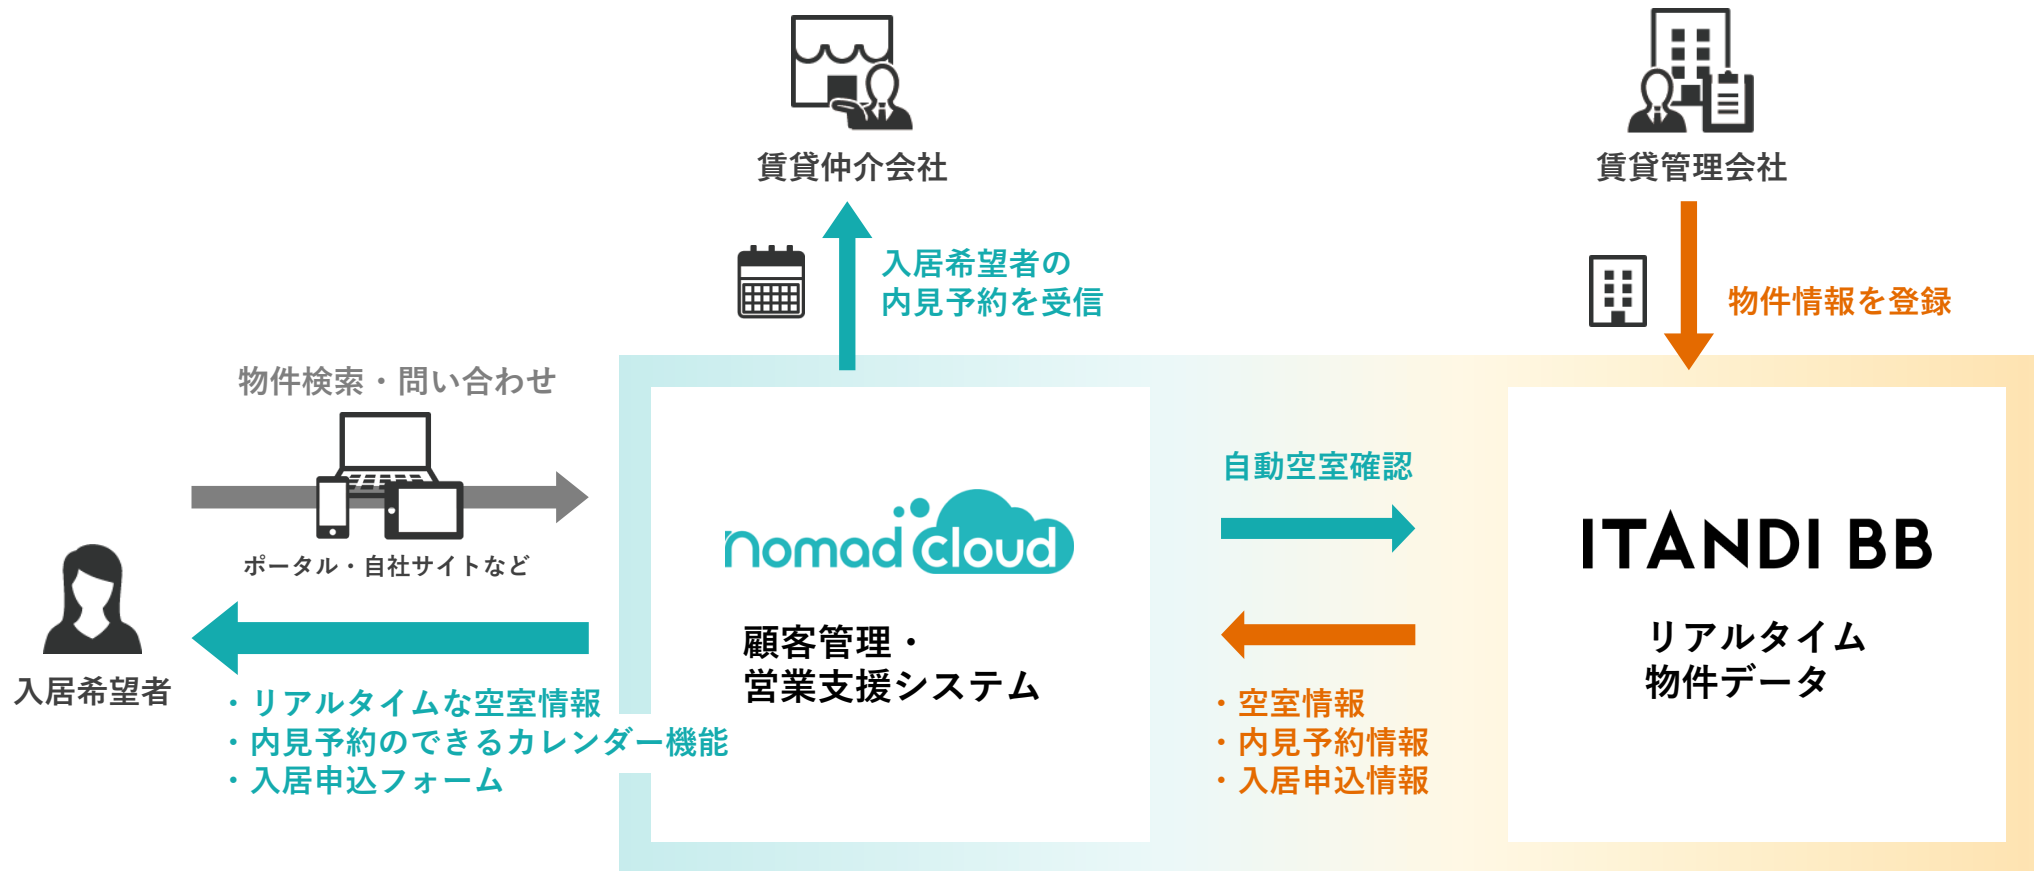 賃貸仲介会社
賃貸管理会社
入居希望者の
内見予約を受信
物件情報を登録
物件検索・問い合わせ
ポータル・自社サイトなど
入居希望者
・リアルタイムな空室情報
・内見予約のできるカレンダー機能
・入居申込フォーム
nomad cloud
顧客管理・
営業支援システム
自動空室確認
・空室情報
・内見予約情報
・入居申込情報
ITANDI BB
リアルタイム
物件データ